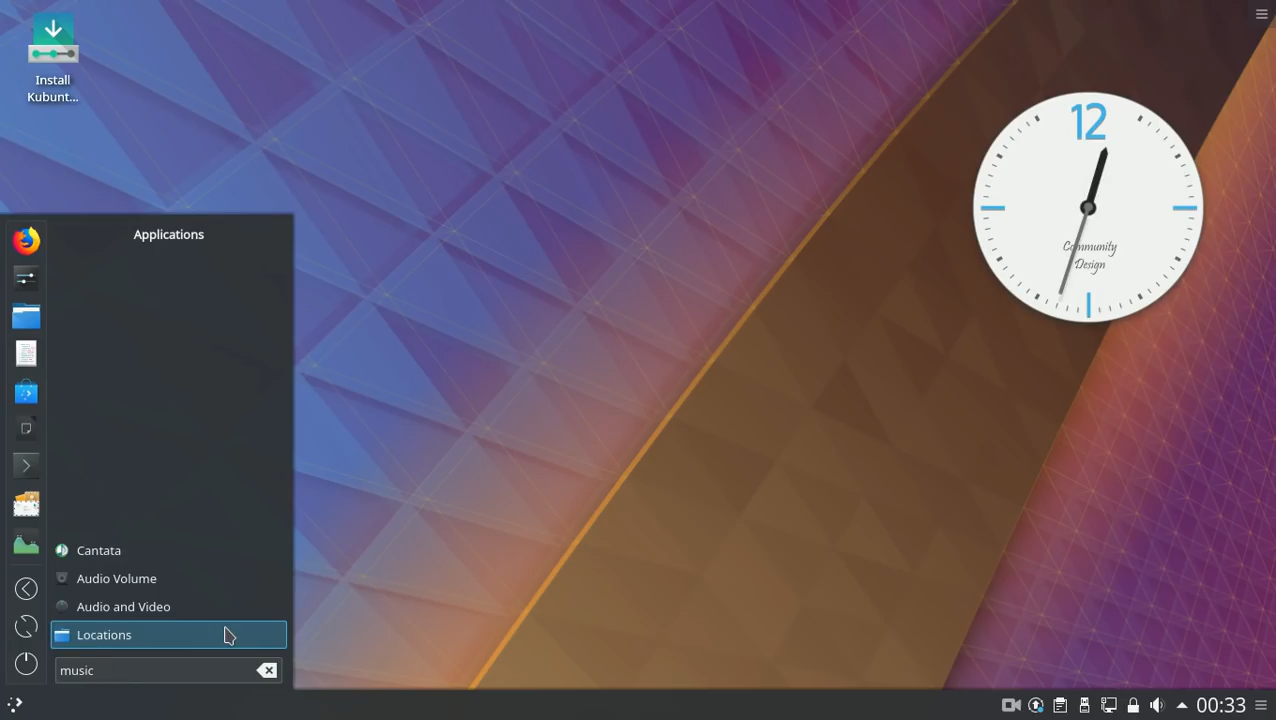 Install
Kubunt...
12
Community
Design
Applications
Cantata
Audio Volume
Audio and Video
Locations
music
00:33